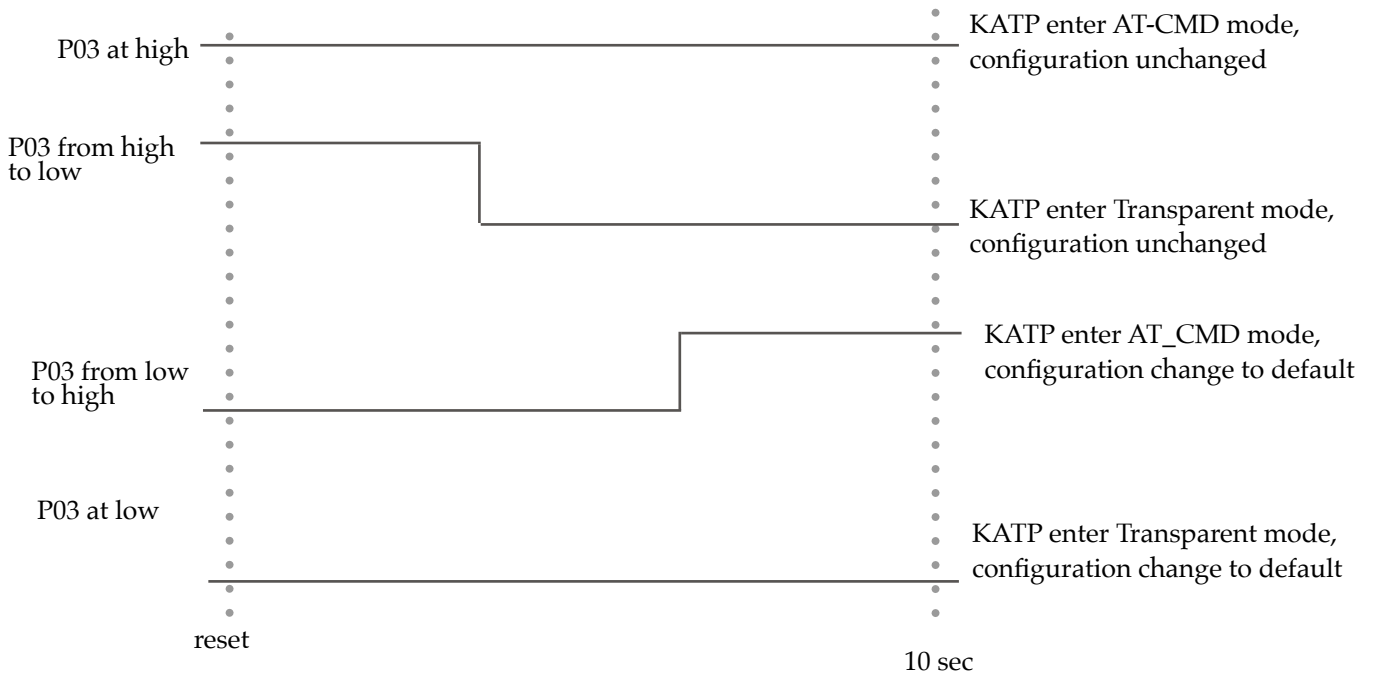 P03 at high
KATP enter AT-CMD mode,
configuration unchanged
P03 from high
to low
KATP enter Transparent mode,
configuration unchanged
P03 from low
to high
KATP enter AT_CMD mode,
configuration change to default
P03 at low
KATP enter Transparent mode,
configuration change to default
reset
10 sec